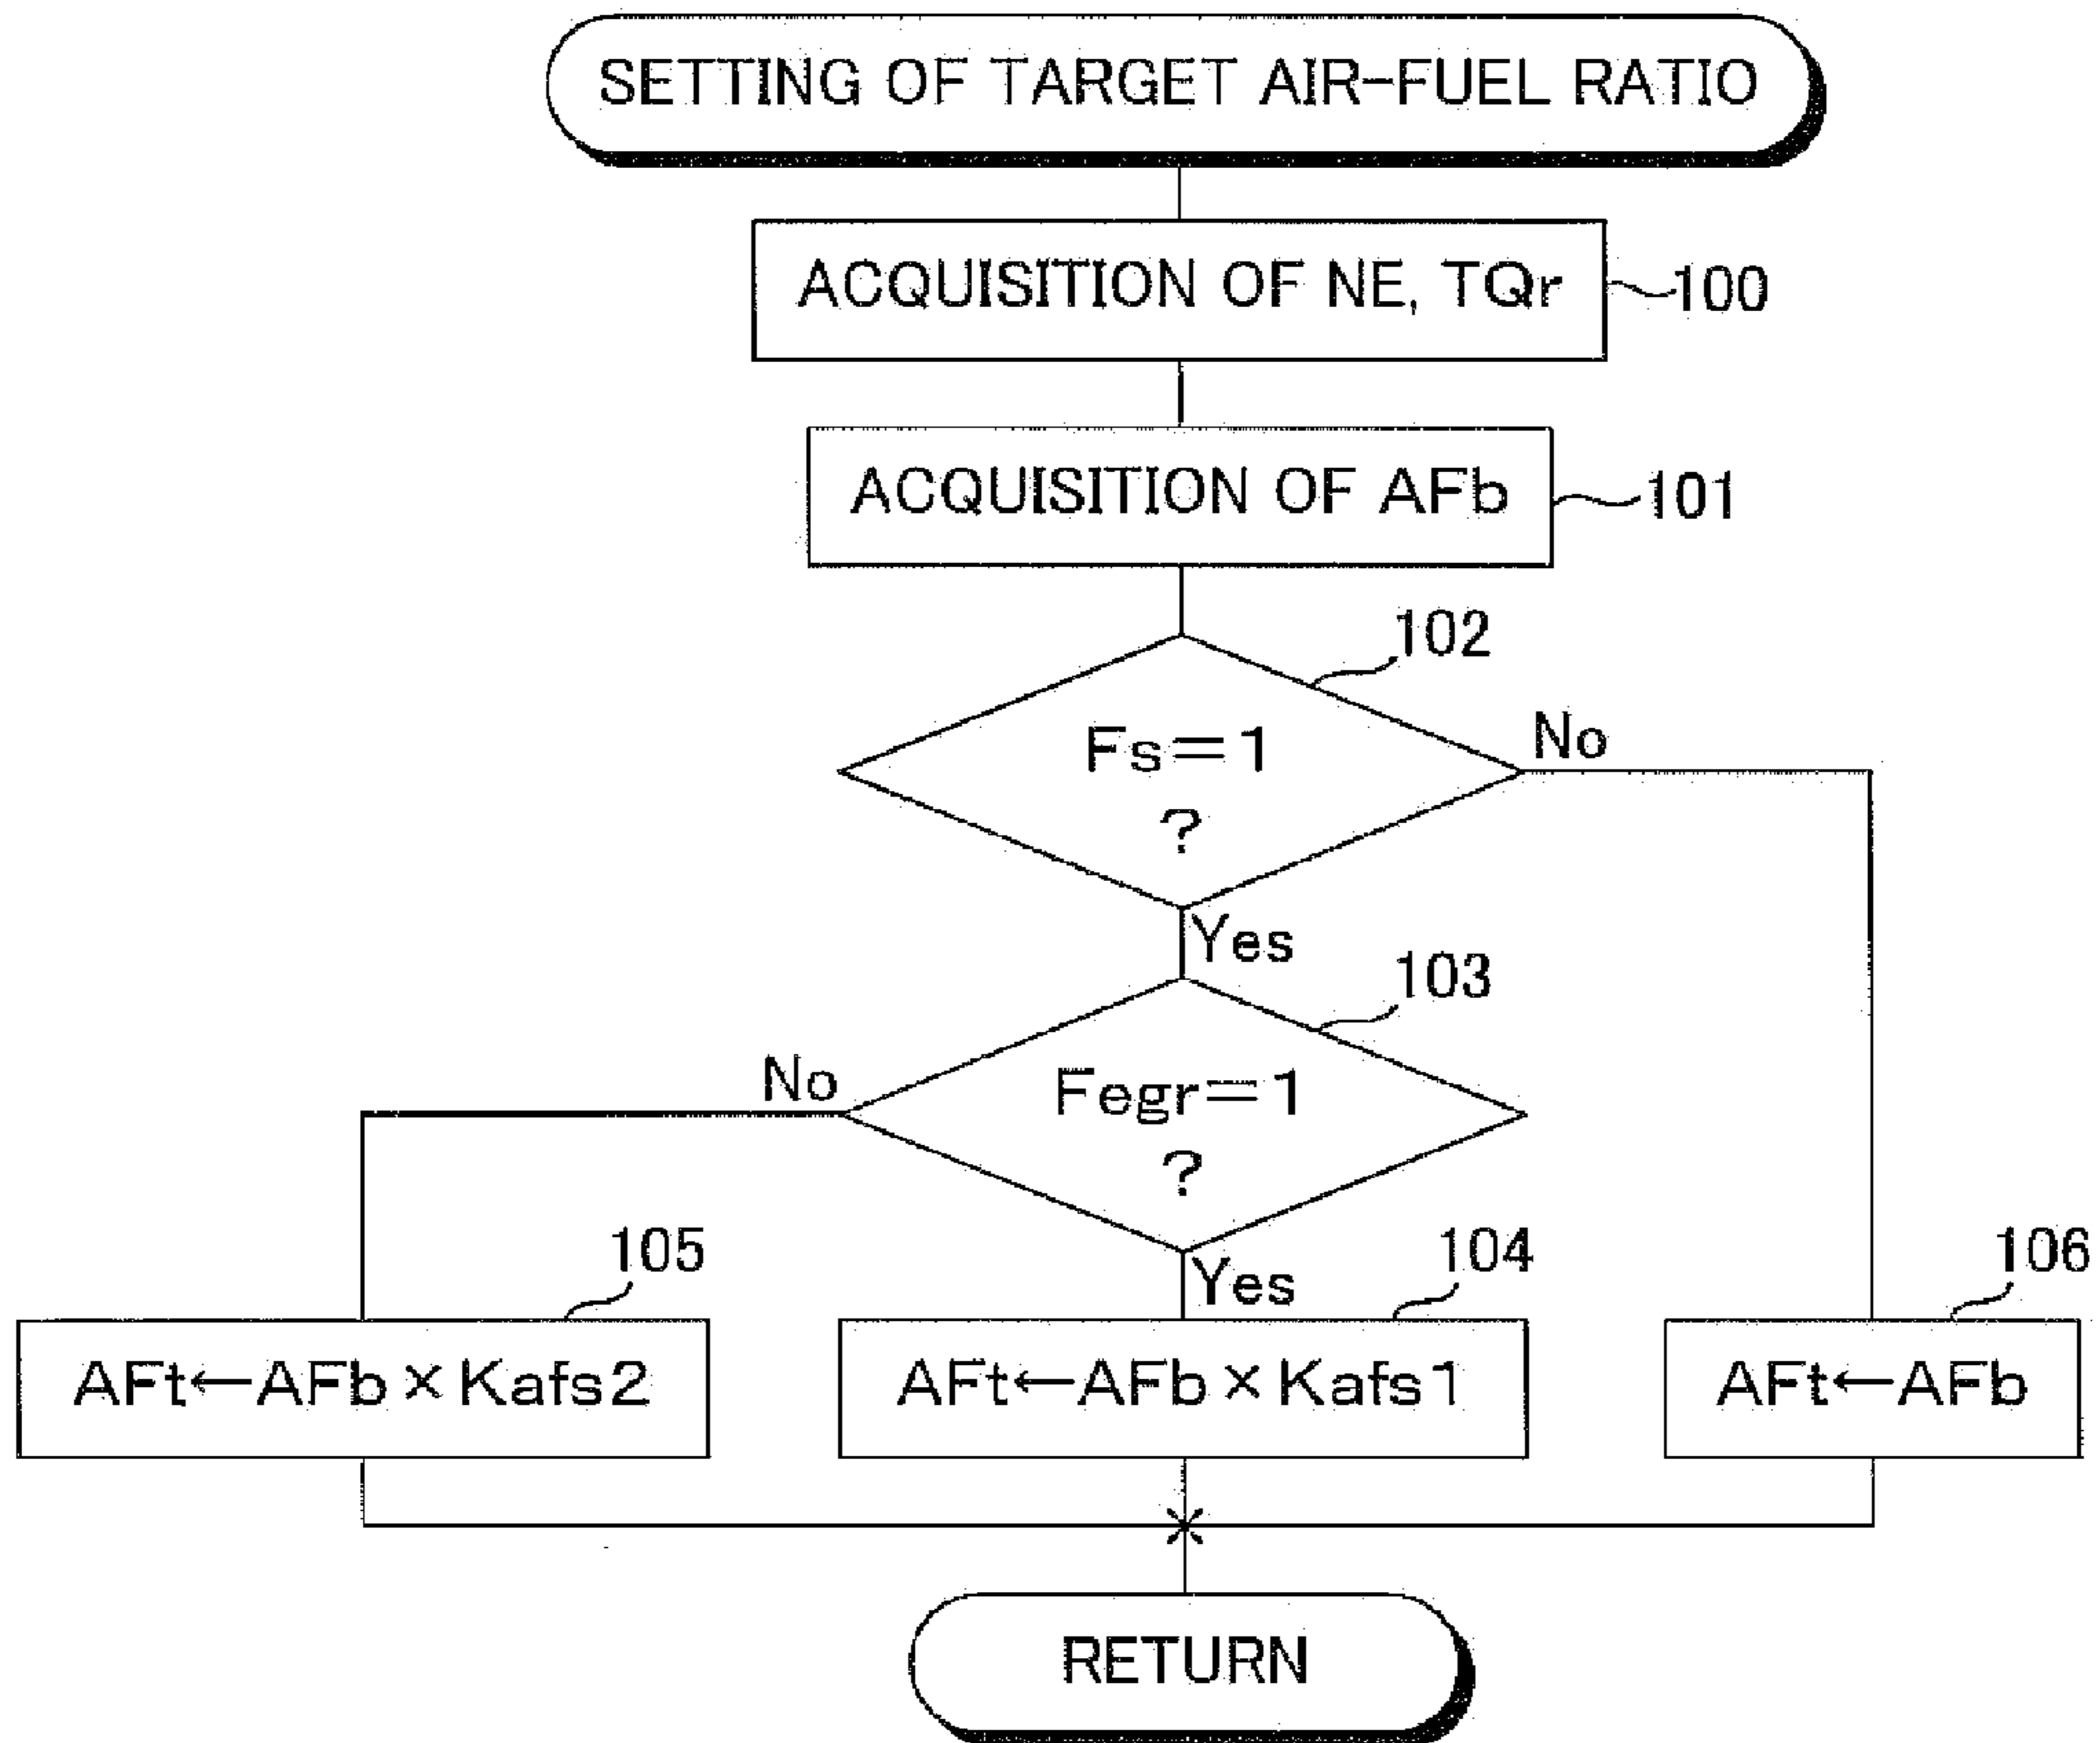 SETTING OF TARGET AIR-FUEL RATIO
ACQUISITION OF NE, TQr
100
ACQUISITION OF AFb
101
102
Fs=1
?
No
Yes
103
Fegr=1
?
No
Yes
105
AFt←AFb×Kafs2
104
AFt←AFb×Kafs1
106
AFt←AFb
RETURN